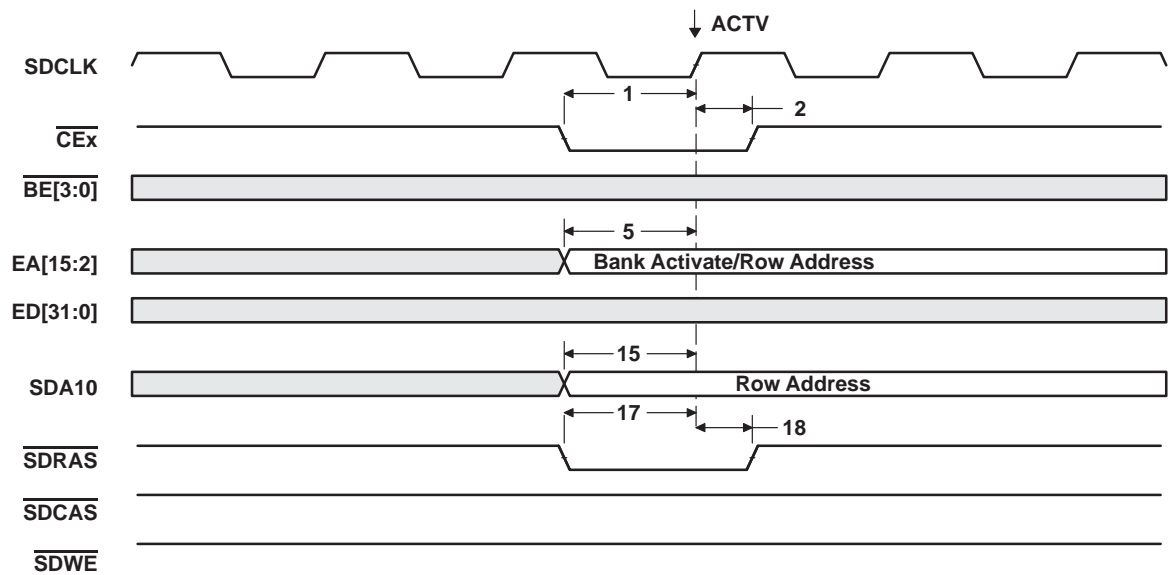 ACTV
SDCLK
1
2
CEx
BE[3:0]
5
EA[15:2]
Bank Activate/Row Address
ED[31:0]
15
SDA10
Row Address
17
18
SDRAS
SDCAS
SDWE